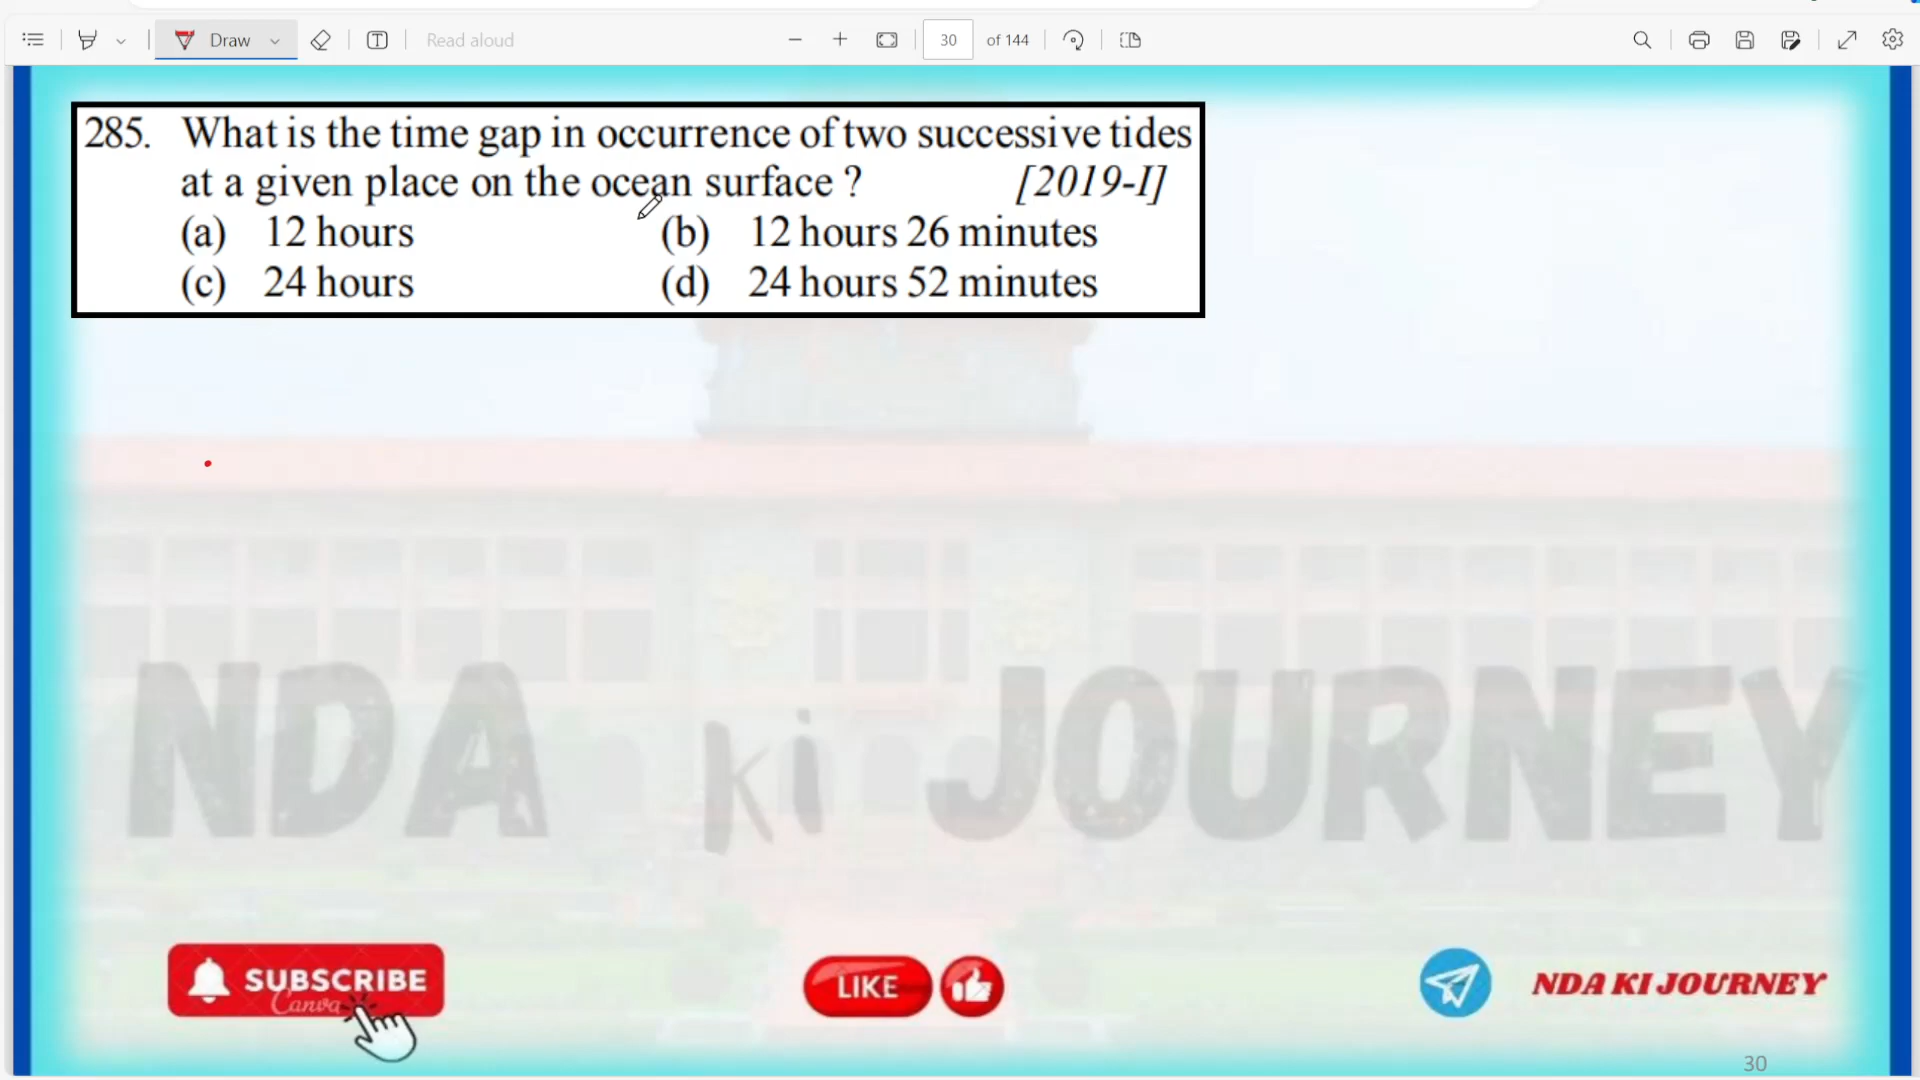 Draw
Read aloud
30
of 144
285. What is the time gap in occurrence of two successive tides
at a given place on the ocean surface ? [2019-I]
(a) 12 hours (b) 12 hours 26 minutes
(c) 24 hours (d) 24 hours 52 minutes
NDA ki JOURNEY
SUBSCRIBE
Canva
LIKE
NDA KI JOURNEY
30